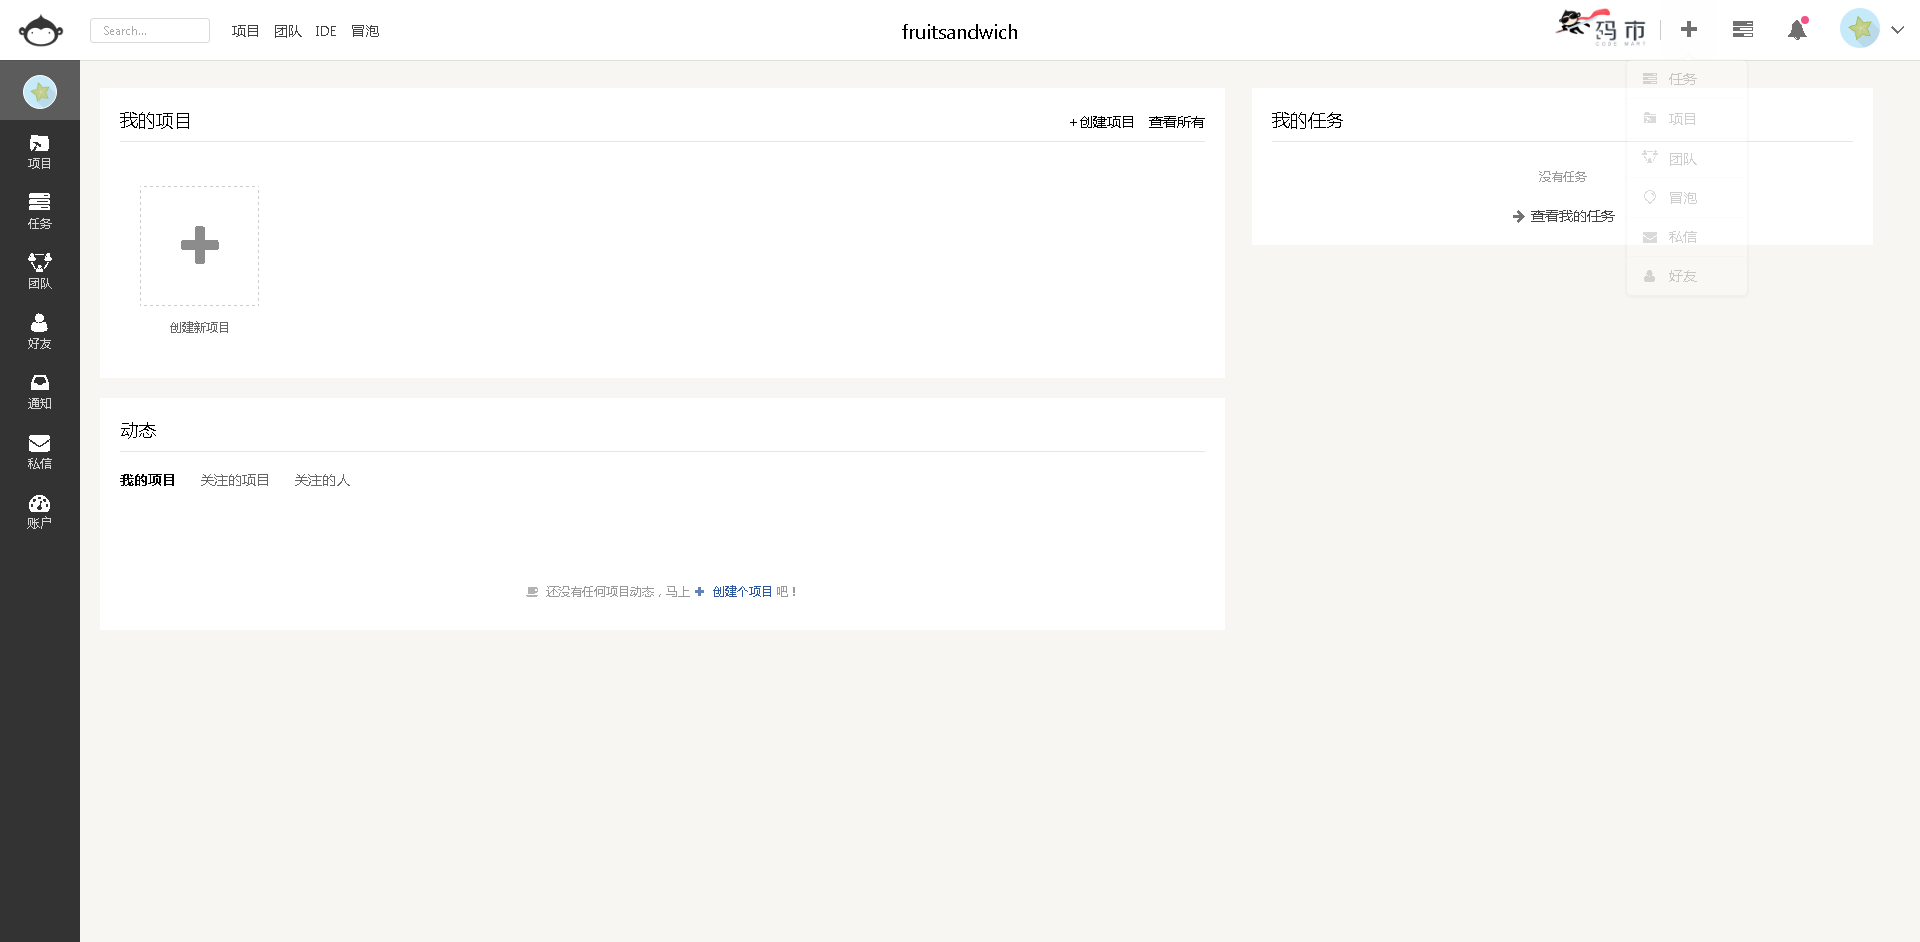 Search...
项目 团队 IDE 冒泡
fruitsandwich
码市
CODE MART
项目
任务
团队
好友
通知
私信
账户
我的项目
+创建项目 查看所有
创建新项目
动态
我的项目 关注的项目 关注的人
还没有任何项目动态，马上 创建个项目 吧！
我的任务
没有任务
查看我的任务
任务
项目
团队
冒泡
私信
好友